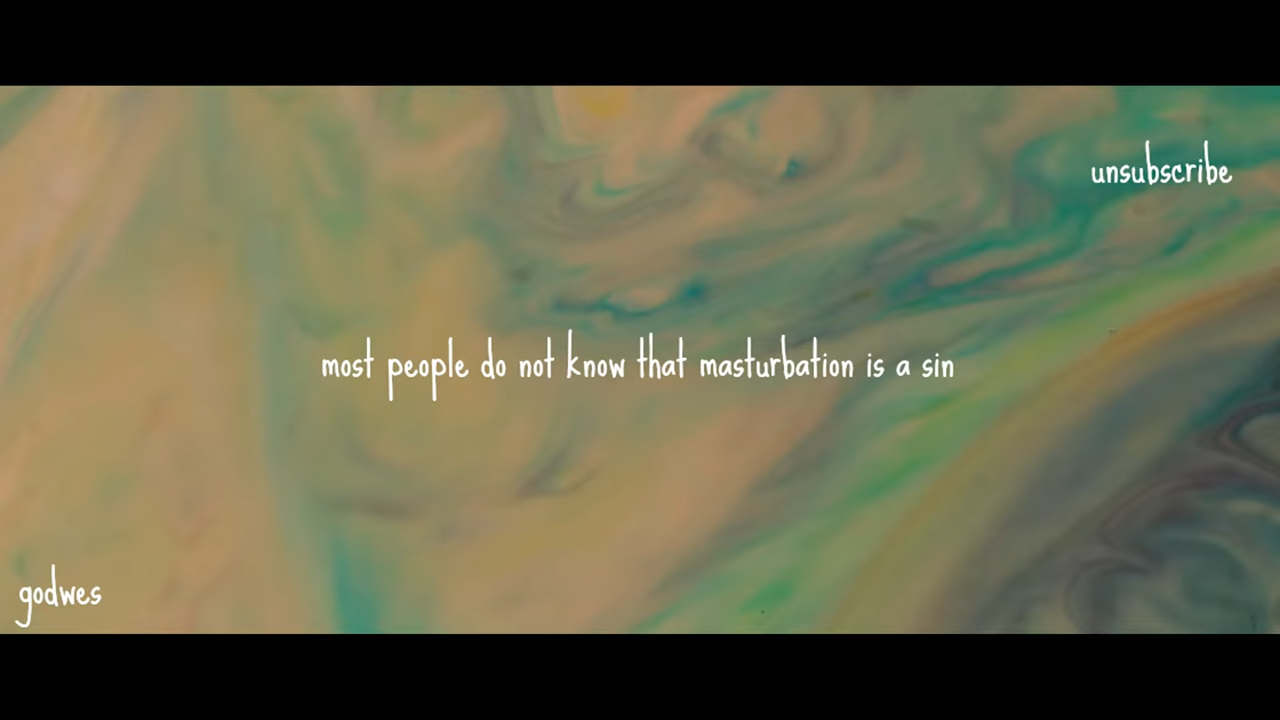 unsubscribe
most people do not know that masturbation is a sin
godwes